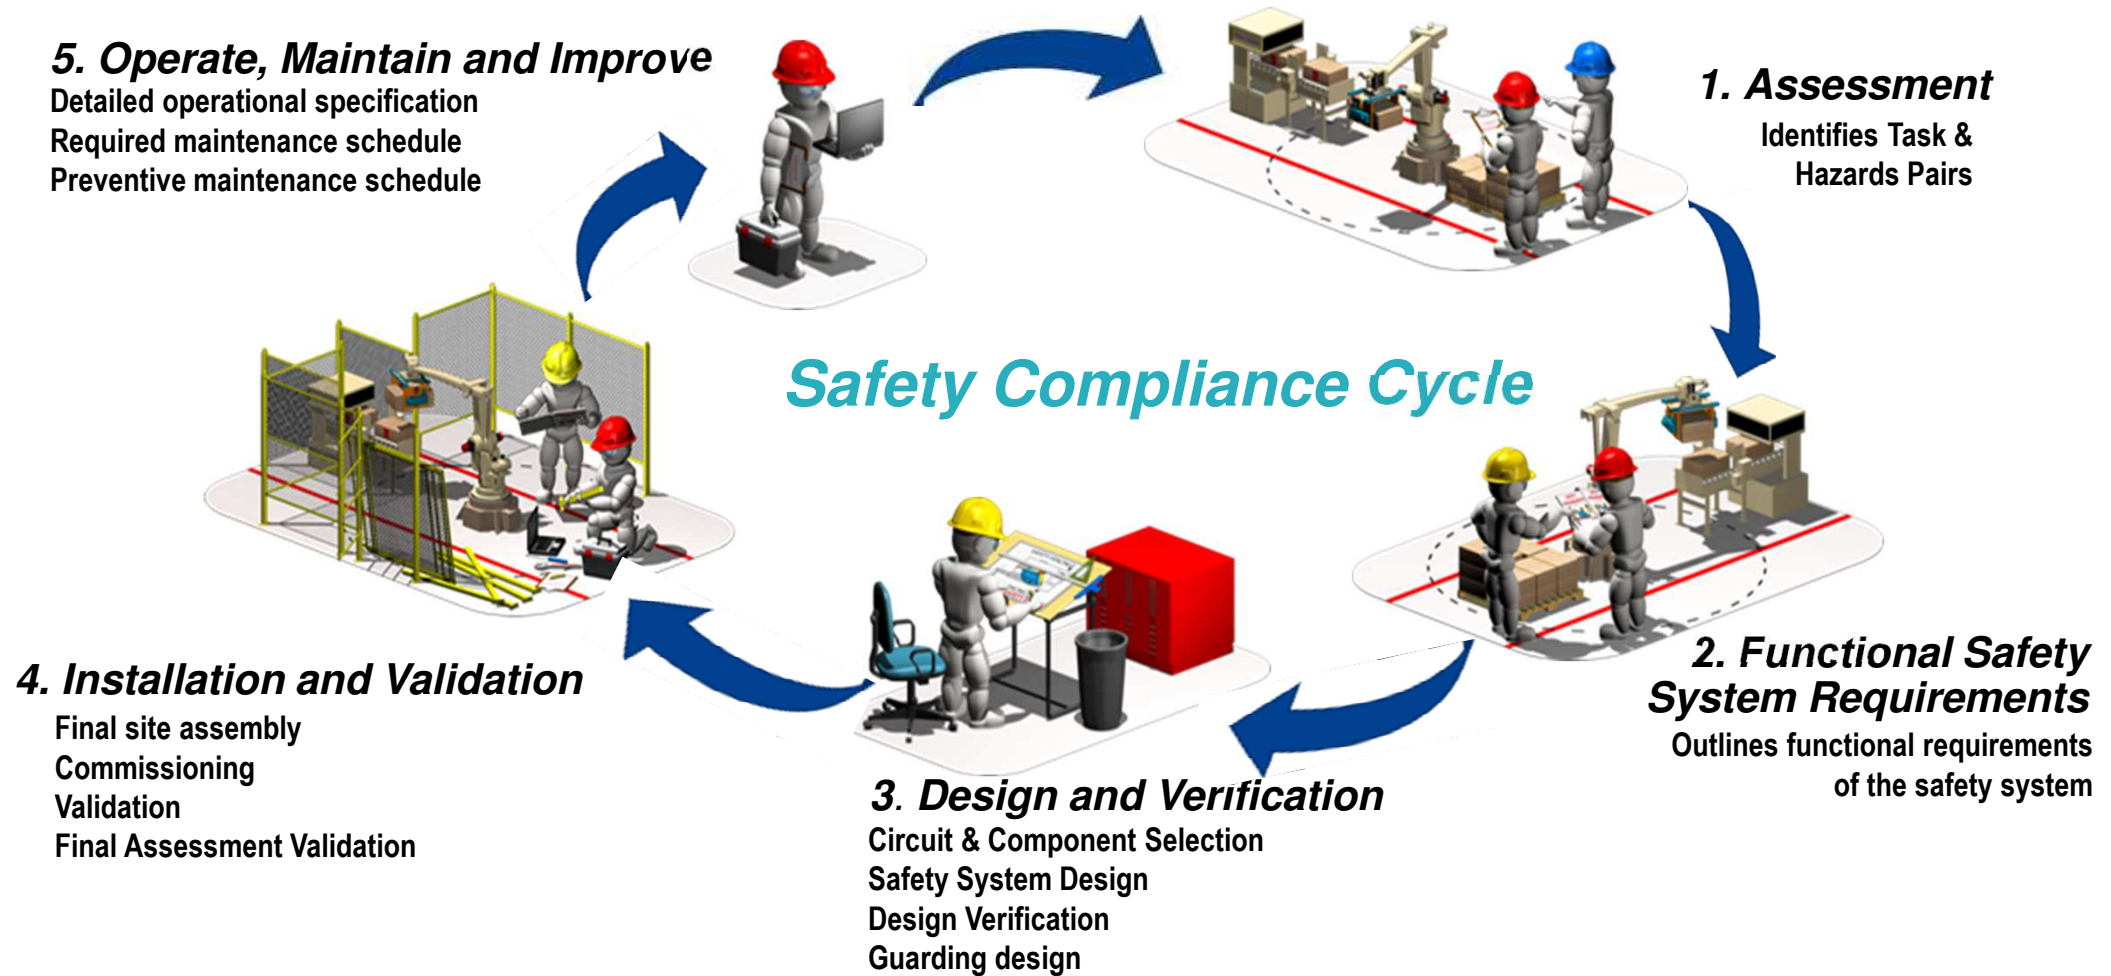 Safety Compliance Cycle
1. Assessment
Identifies Task &
Hazards Pairs
2. Functional Safety
System Requirements
Outlines functional requirements
of the safety system
3. Design and Verification
Circuit & Component Selection
Safety System Design
Design Verification
Guarding design
4. Installation and Validation
Final site assembly
Commissioning
Validation
Final Assessment Validation
5. Operate, Maintain and Improve
Detailed operational specification
Required maintenance schedule
Preventive maintenance schedule